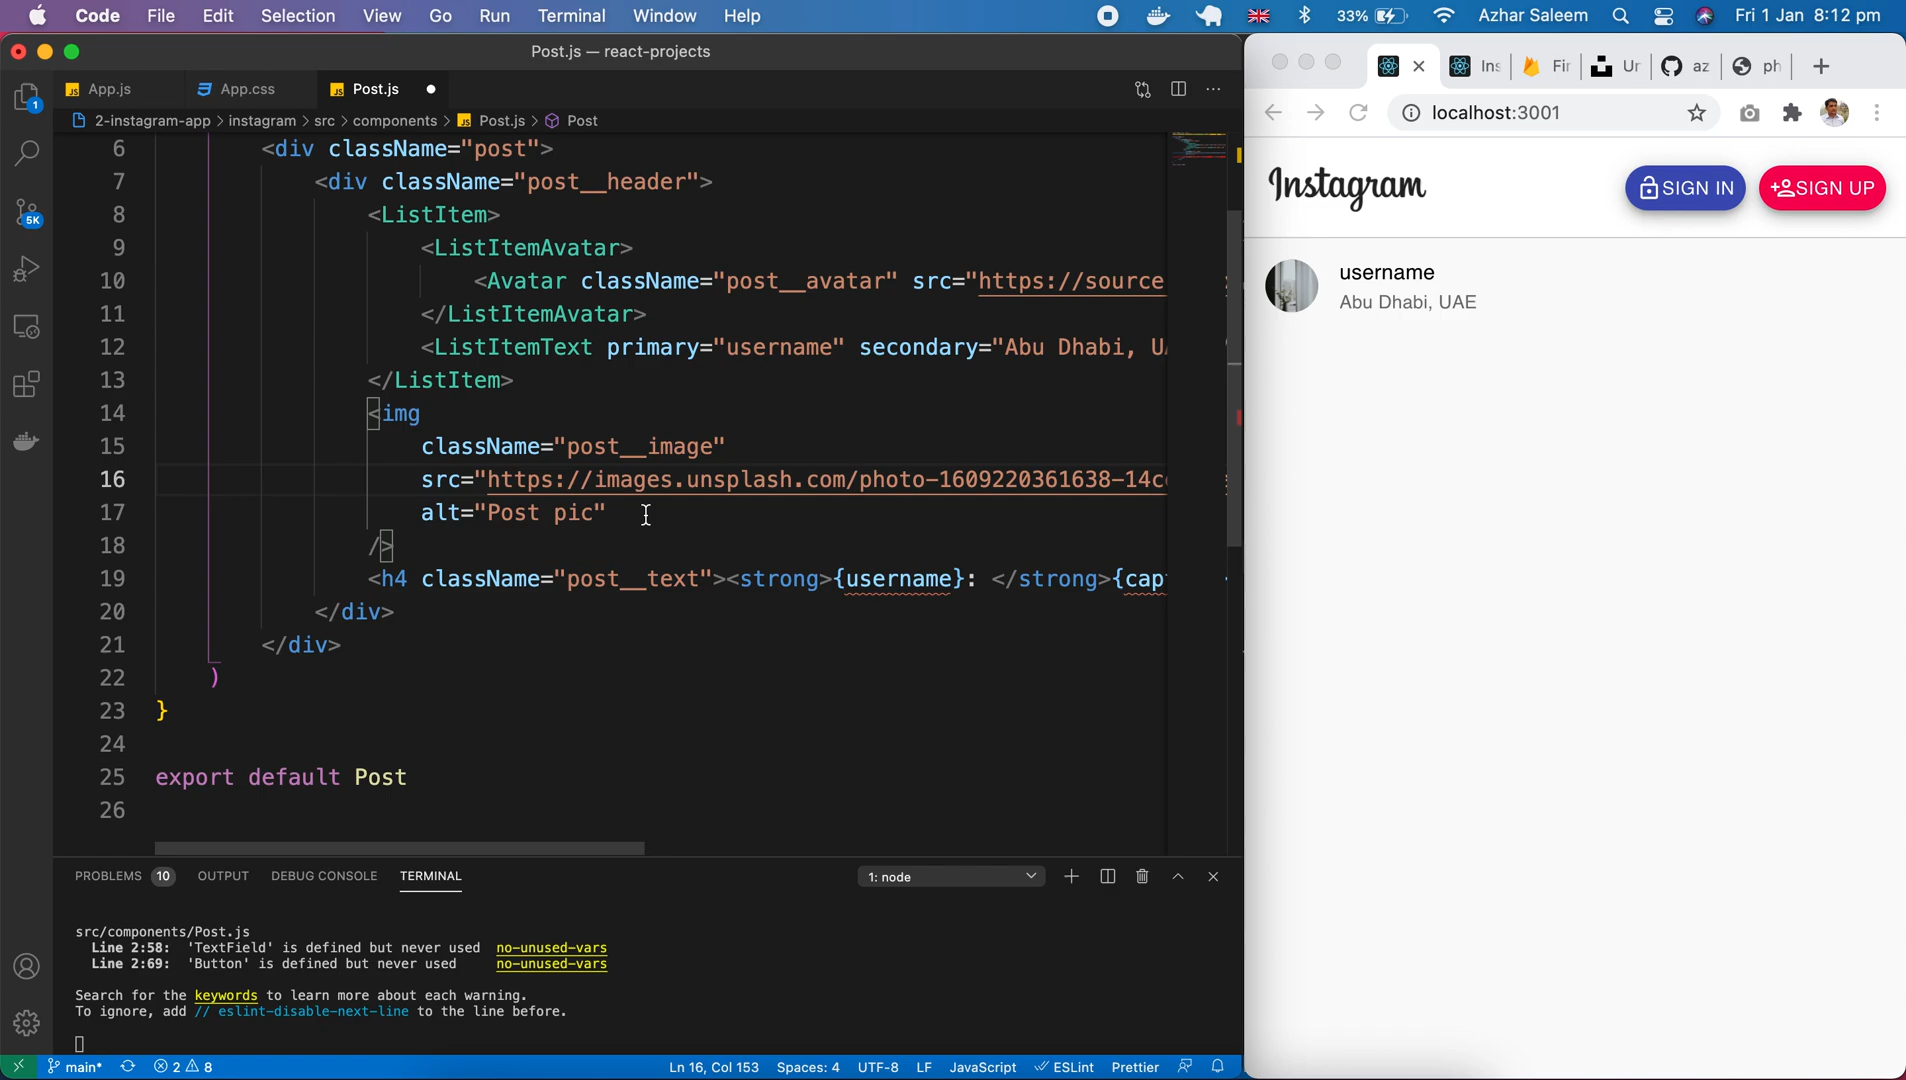 Code File Edit Selection View Go Run Terminal Window Help 33% Azhar Saleem Fri 1 Jan 8:12 pm
Post.js — react-projects
App.js App.css Post.js
2-instagram-app > instagram > src > components > Post.js > Post
6 <div className="post">
7 <div className="post__header">
8 <ListItem>
9 <ListItemAvatar>
10 <Avatar className="post__avatar" src="https://source
11 </ListItemAvatar>
12 <ListItemText primary="username" secondary="Abu Dhabi, U
13 </ListItem>
14 <img
15 className="post__image"
16 src="https://images.unsplash.com/photo-1609220361638-14c
17 alt="Post pic"
18 />
19 <h4 className="post__text"><strong>{username}: </strong>{cap
20 </div>
21 </div>
22 )
23 }
24
25 export default Post
26
PROBLEMS 10 OUTPUT DEBUG CONSOLE TERMINAL 1: node
src/components/Post.js
Line 2:58: 'TextField' is defined but never used no-unused-vars
Line 2:69: 'Button' is defined but never used no-unused-vars
Search for the keywords to learn more about each warning.
To ignore, add // eslint-disable-next-line to the line before.
main* 2 8 Ln 16, Col 153 Spaces: 4 UTF-8 LF JavaScript ESLint Prettier
1
5K
Ins Fir Ur az ph
localhost:3001
Instagram SIGN IN SIGN UP
username
Abu Dhabi, UAE